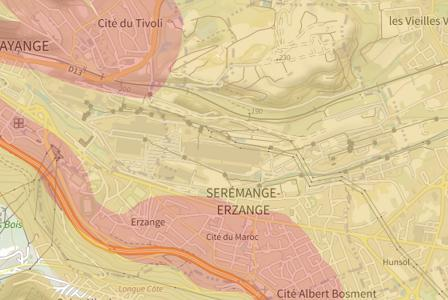 Cité du Tivoli
les Vieilles V
AYANGE
D13
230
190
SEREMANGE-
ERZANGE
Erzange
Cité du Maroc
s Bois
Hunsol
Longue Côte
Cité Albert Bosment